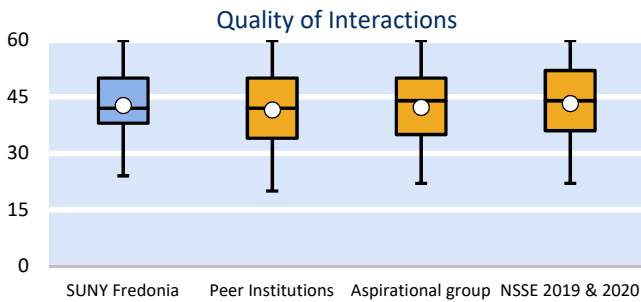 Quality of Interactions
60
45
30
15
0
SUNY Fredonia Peer Institutions Aspirational group NSSE 2019 & 2020